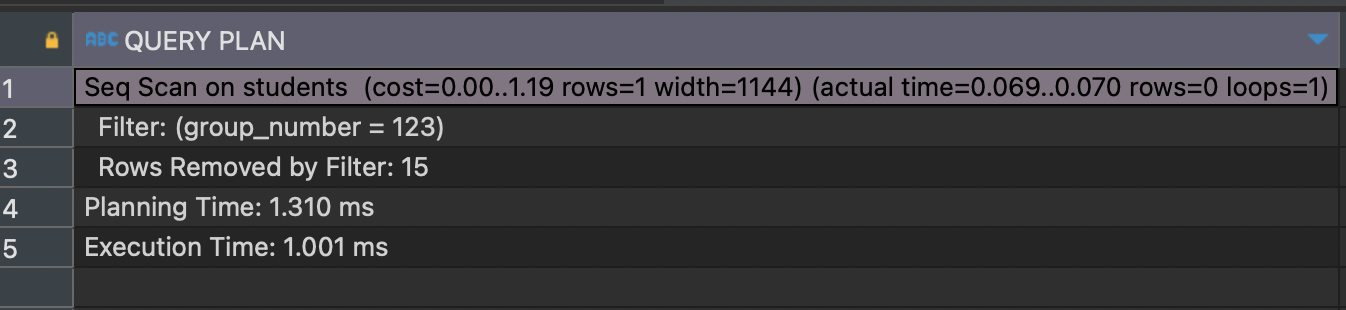 ABC QUERY PLAN
1 Seq Scan on students  (cost=0.00..1.19 rows=1 width=1144) (actual time=0.069..0.070 rows=0 loops=1)
2 Filter: (group_number = 123)
3 Rows Removed by Filter: 15
4 Planning Time: 1.310 ms
5 Execution Time: 1.001 ms